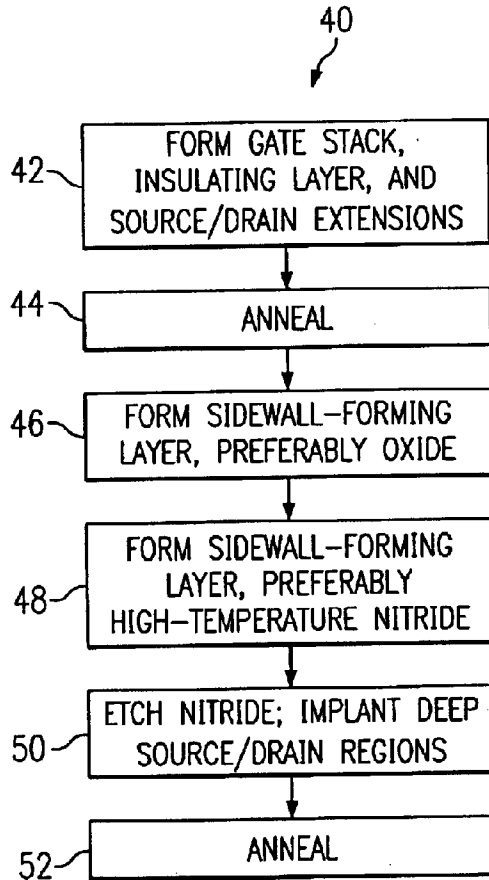 40
42
FORM GATE STACK,
INSULATING LAYER, AND
SOURCE/DRAIN EXTENSIONS
44
ANNEAL
46
FORM SIDEWALL-FORMING
LAYER, PREFERABLY OXIDE
48
FORM SIDEWALL-FORMING
LAYER, PREFERABLY
HIGH-TEMPERATURE NITRIDE
50
ETCH NITRIDE; IMPLANT DEEP
SOURCE/DRAIN REGIONS
52
ANNEAL